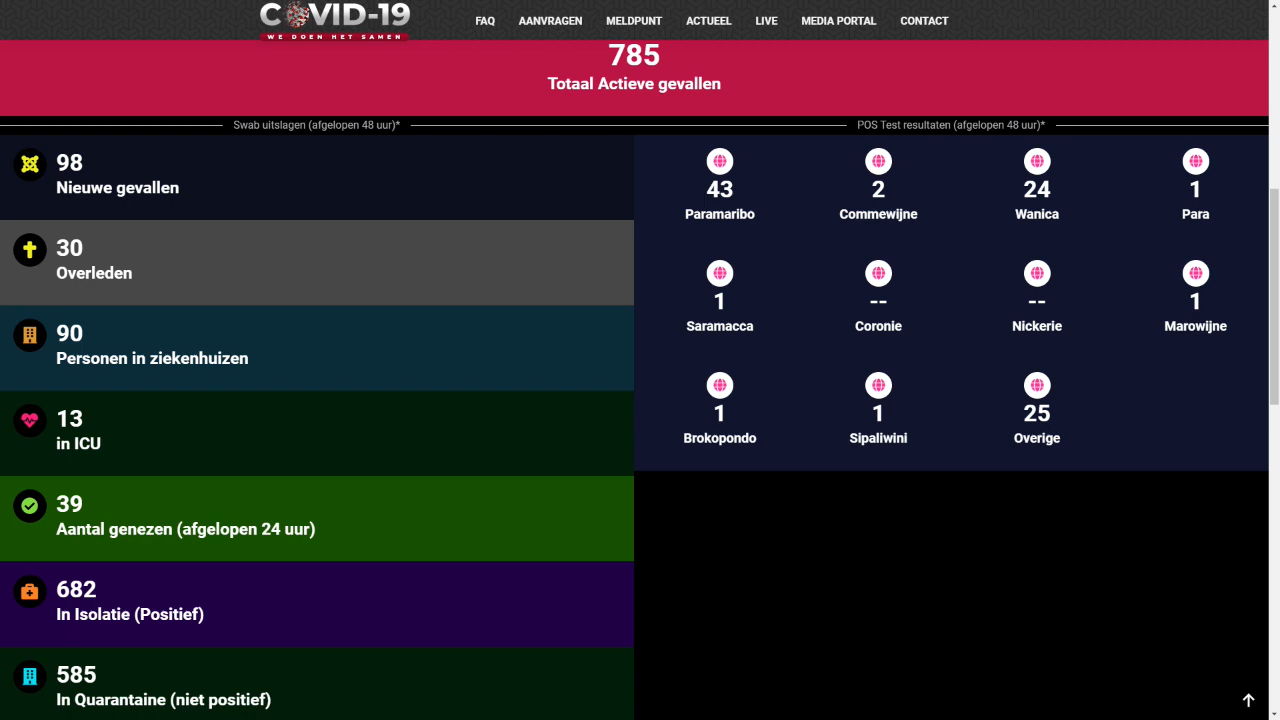 COVID-19
WE DOEN HET SAMEN
FAQ AANVRAGEN MELDPUNT ACTUEEL LIVE MEDIA PORTAL CONTACT
785
Totaal Actieve gevallen
Swab uitslagen (afgelopen 48 uur)*
98
Nieuwe gevallen
30
Overleden
90
Personen in ziekenhuizen
13
in ICU
39
Aantal genezen (afgelopen 24 uur)
682
In Isolatie (Positief)
585
In Quarantaine (niet positief)
POS Test resultaten (afgelopen 48 uur)*
43 2 24 1
Paramaribo Commewijne Wanica Para
1 -- -- 1
Saramacca Coronie Nickerie Marowijne
1 1 25
Brokopondo Sipaliwini Overige